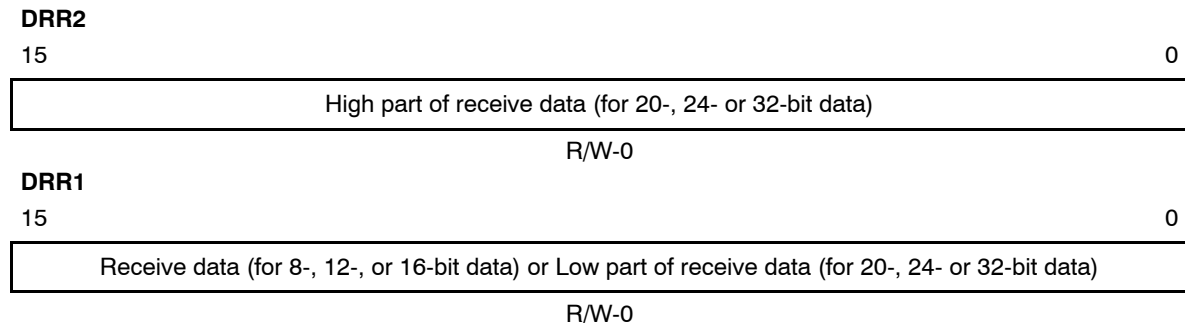 DRR2
15 0
High part of receive data (for 20-, 24- or 32-bit data)
R/W-0
DRR1
15 0
Receive data (for 8-, 12-, or 16-bit data) or Low part of receive data (for 20-, 24- or 32-bit data)
R/W-0